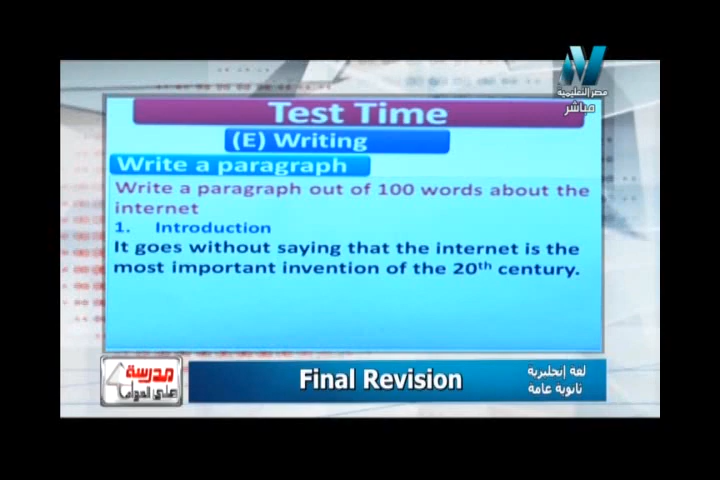 مصر التعليمية
مباشر
Test Time
(E) Writing
Write a paragraph
Write a paragraph out of 100 words about the
internet
1. Introduction
It goes without saying that the internet is the
most important invention of the 20th century.
مدرسة
على الهواء
Final Revision
لغة إنجليزية
ثانوية عامة